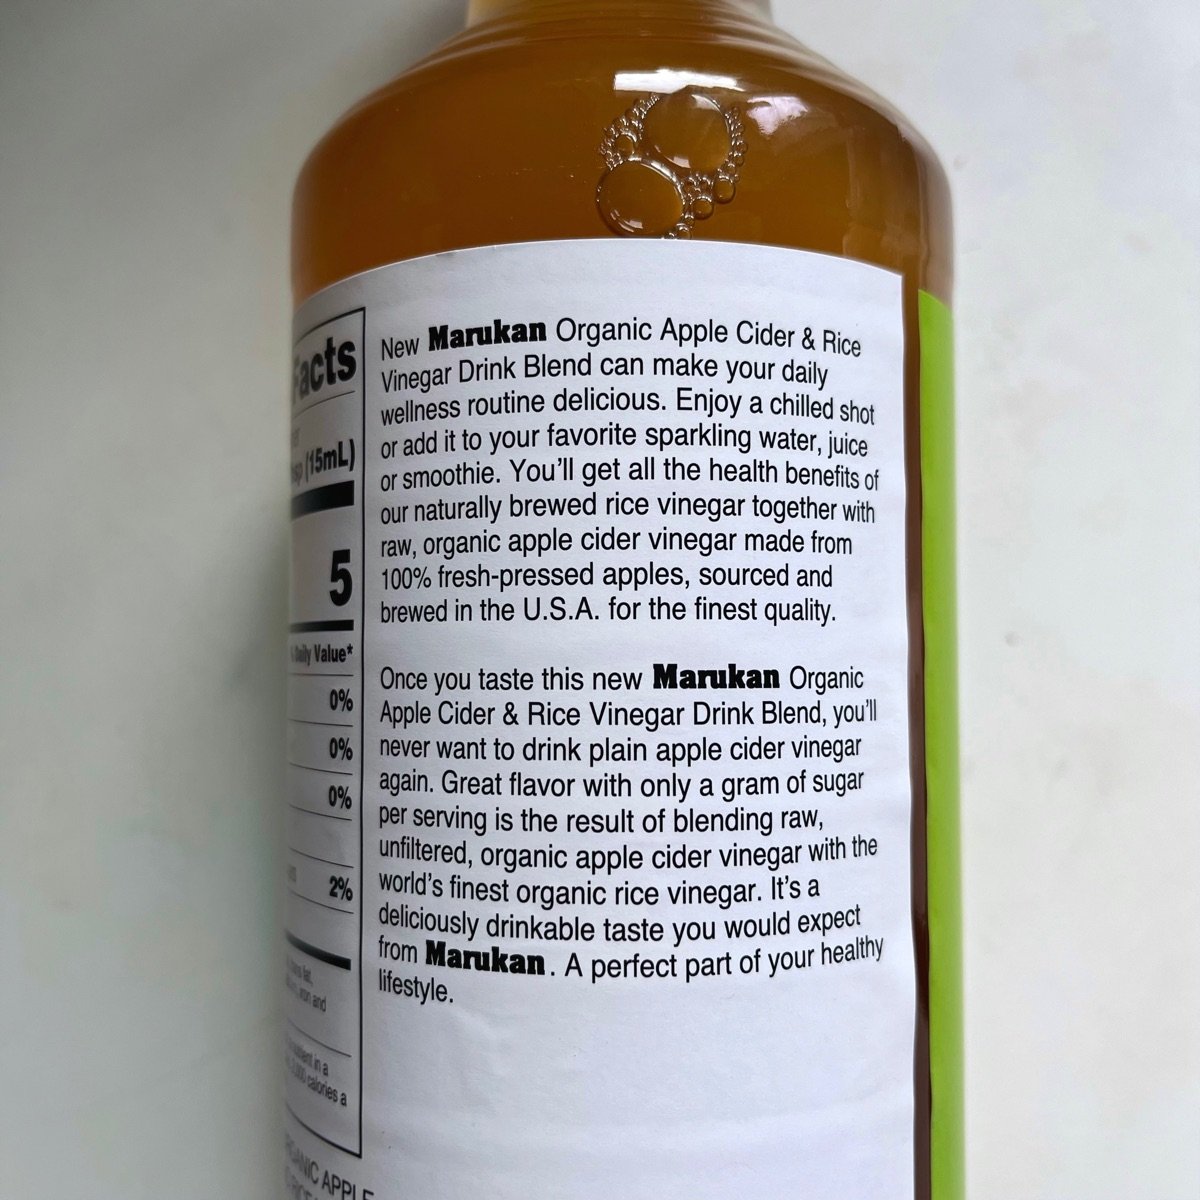 Facts
(15mL)
5
Daily Value*
0%
0%
0%
2%
iron and
nutrient in a
calories a
ORGANIC APPLE
New Marukan Organic Apple Cider & Rice
Vinegar Drink Blend can make your daily
wellness routine delicious. Enjoy a chilled shot
or add it to your favorite sparkling water, juice
or smoothie. You'll get all the health benefits of
our naturally brewed rice vinegar together with
raw, organic apple cider vinegar made from
100% fresh-pressed apples, sourced and
brewed in the U.S.A. for the finest quality.
Once you taste this new Marukan Organic
Apple Cider & Rice Vinegar Drink Blend, you'll
never want to drink plain apple cider vinegar
again. Great flavor with only a gram of sugar
per serving is the result of blending raw,
unfiltered, organic apple cider vinegar with the
world's finest organic rice vinegar. It's a
deliciously drinkable taste you would expect
from Marukan. A perfect part of your healthy
lifestyle.